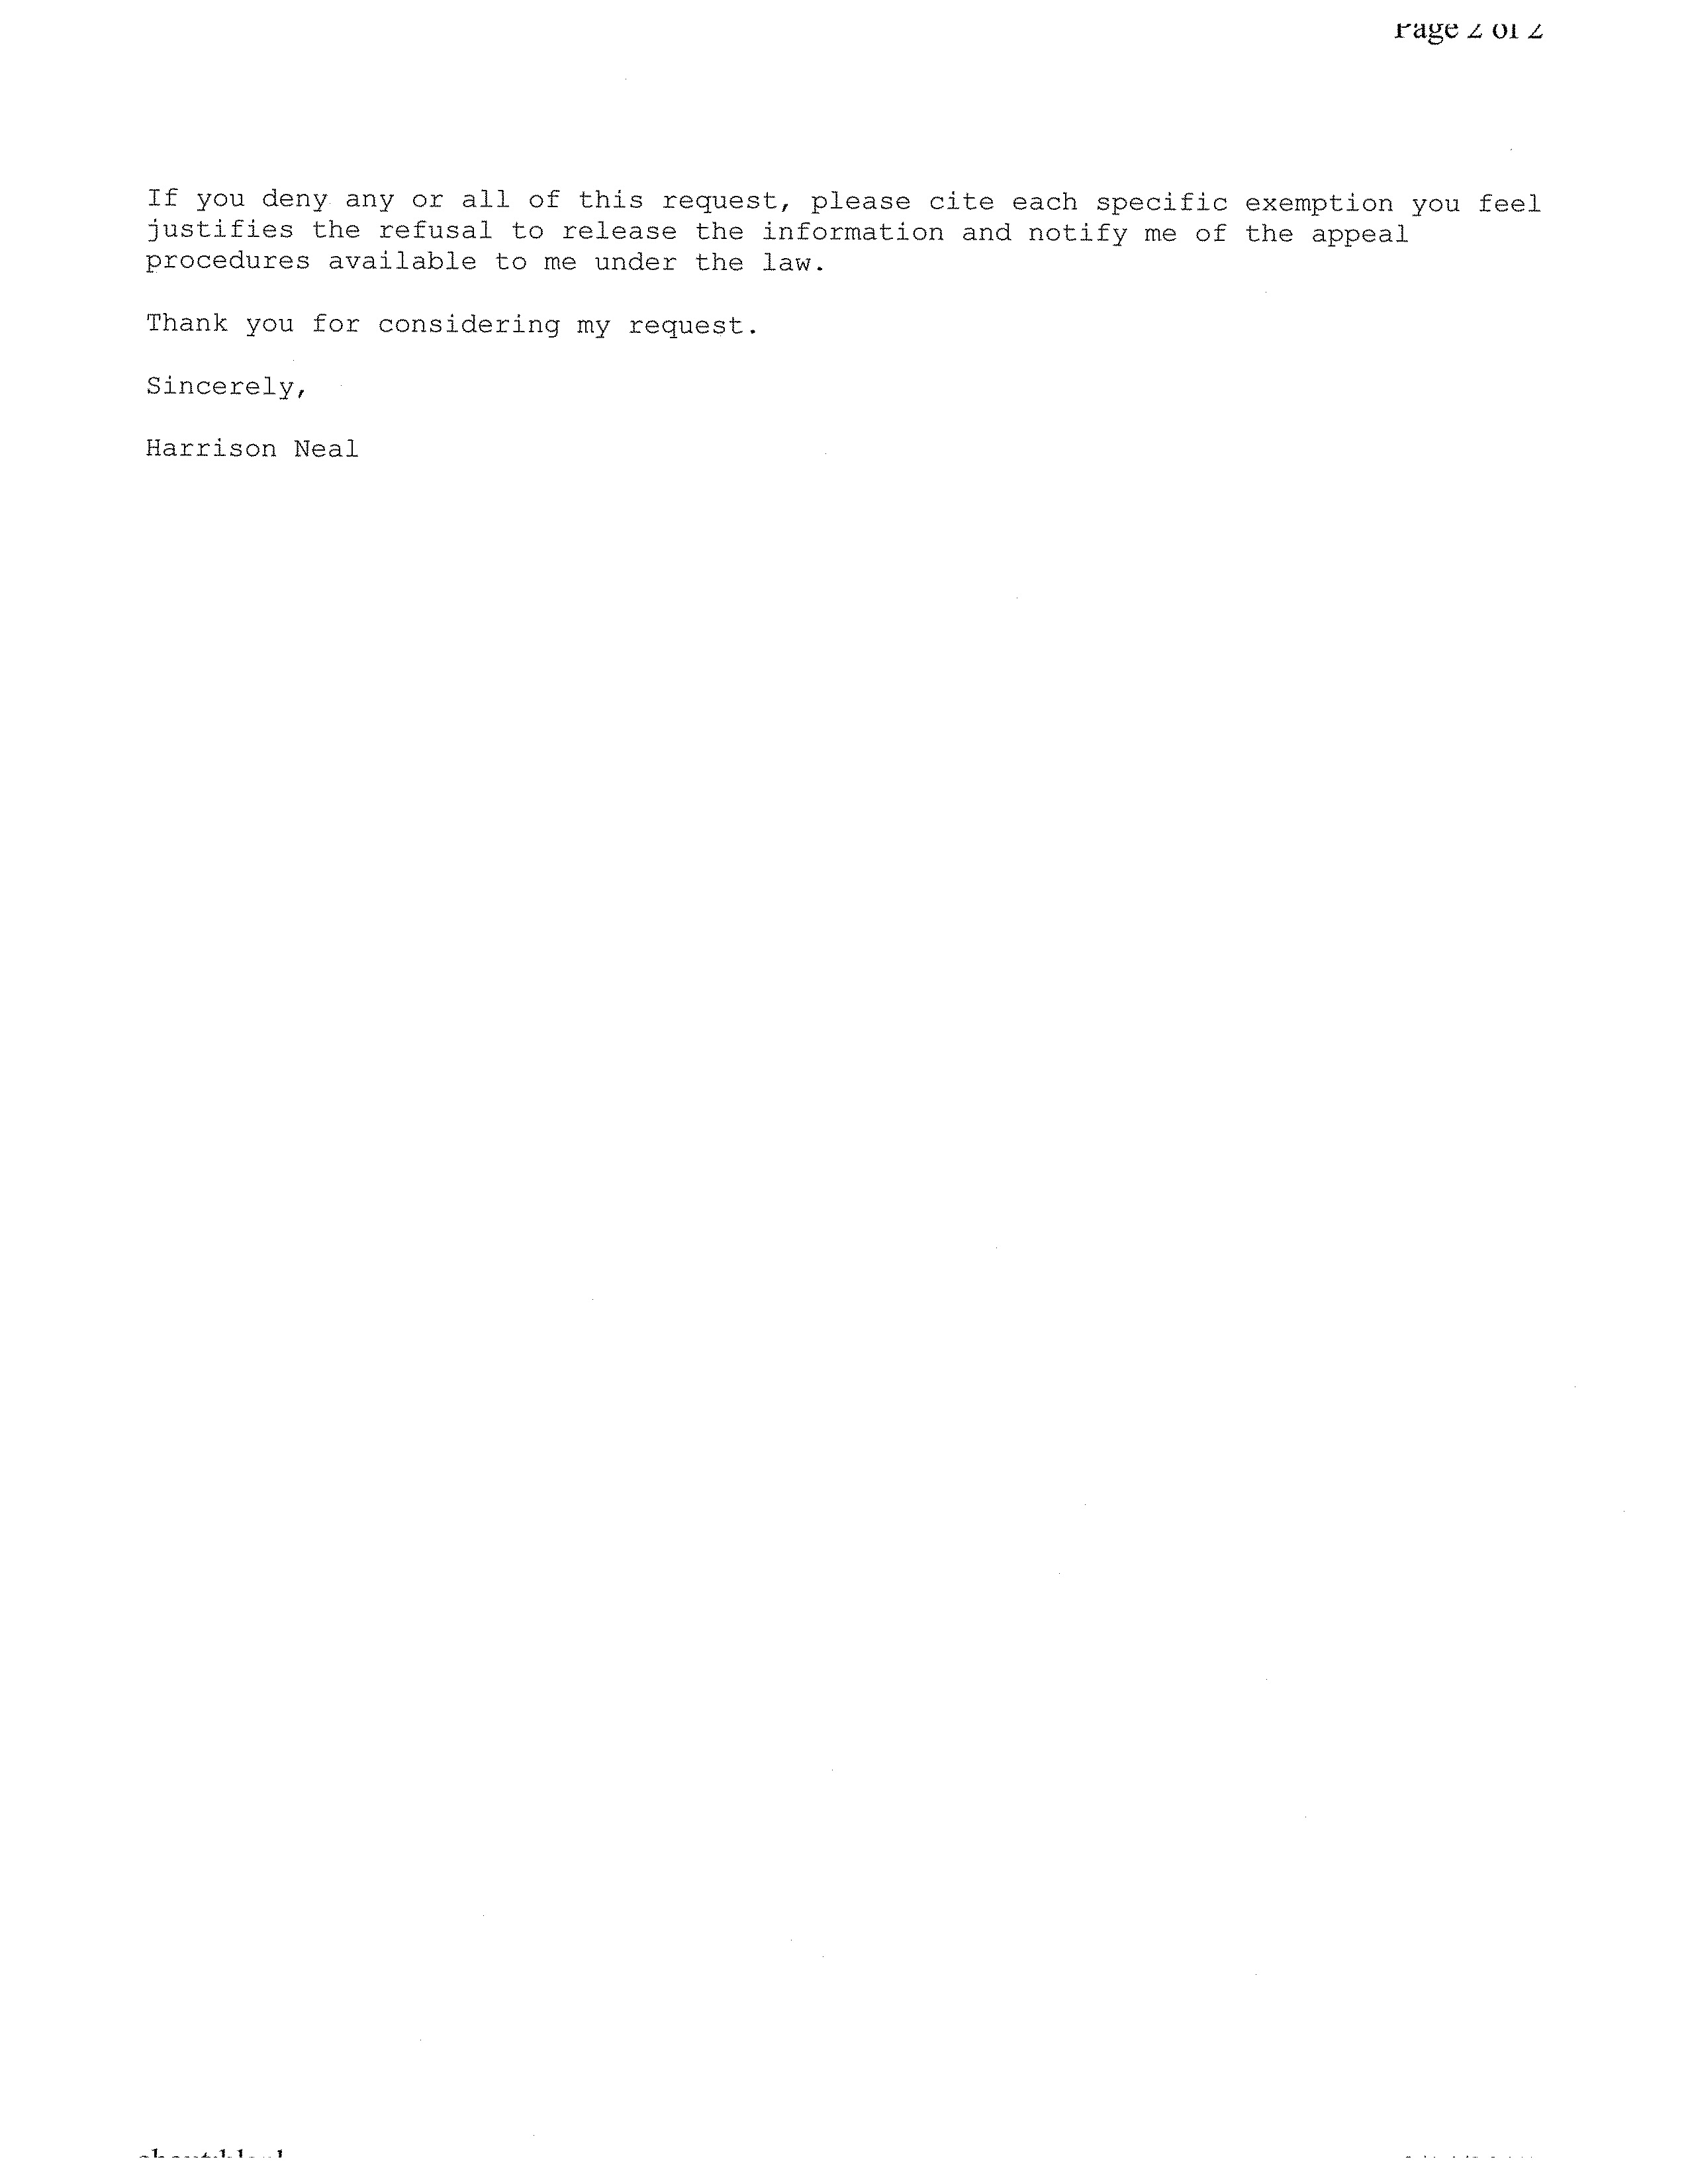 Page 2 of 2
If you deny any or all of this request, please cite each specific exemption you feel
justifies the refusal to release the information and notify me of the appeal
procedures available to me under the law.
Thank you for considering my request.
Sincerely,
Harrison Neal
about:blank